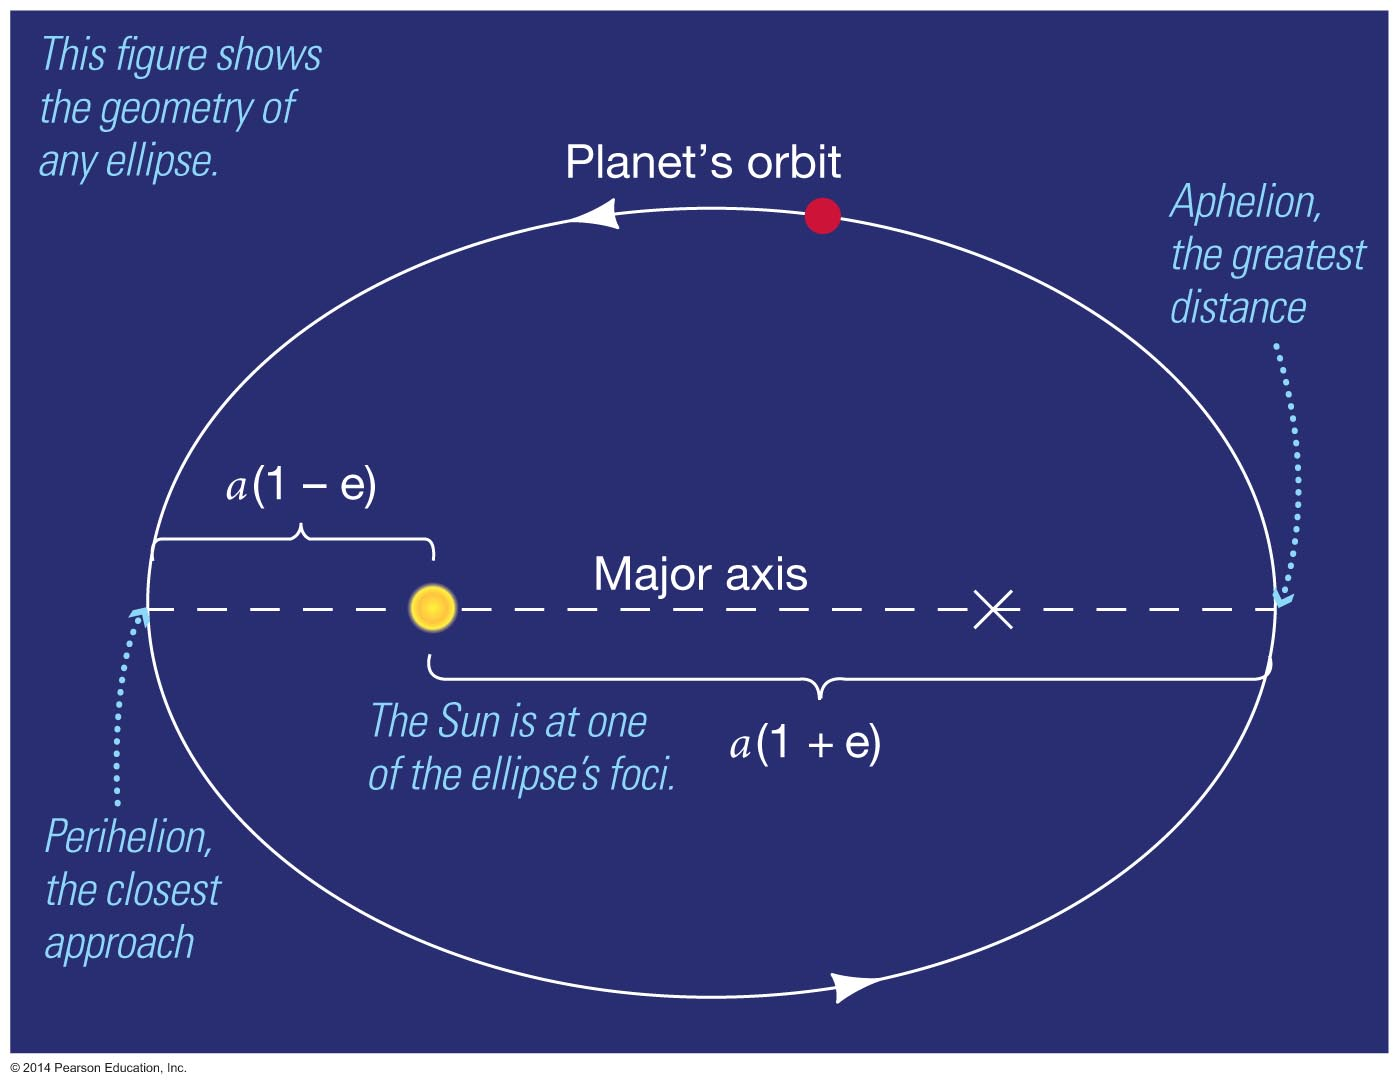 This figure shows
the geometry of
any ellipse.
Planet’s orbit
Aphelion,
the greatest
distance
a(1 – e)
Major axis
The Sun is at one
of the ellipse’s foci.
a(1 + e)
Perihelion,
the closest
approach
© 2014 Pearson Education, Inc.